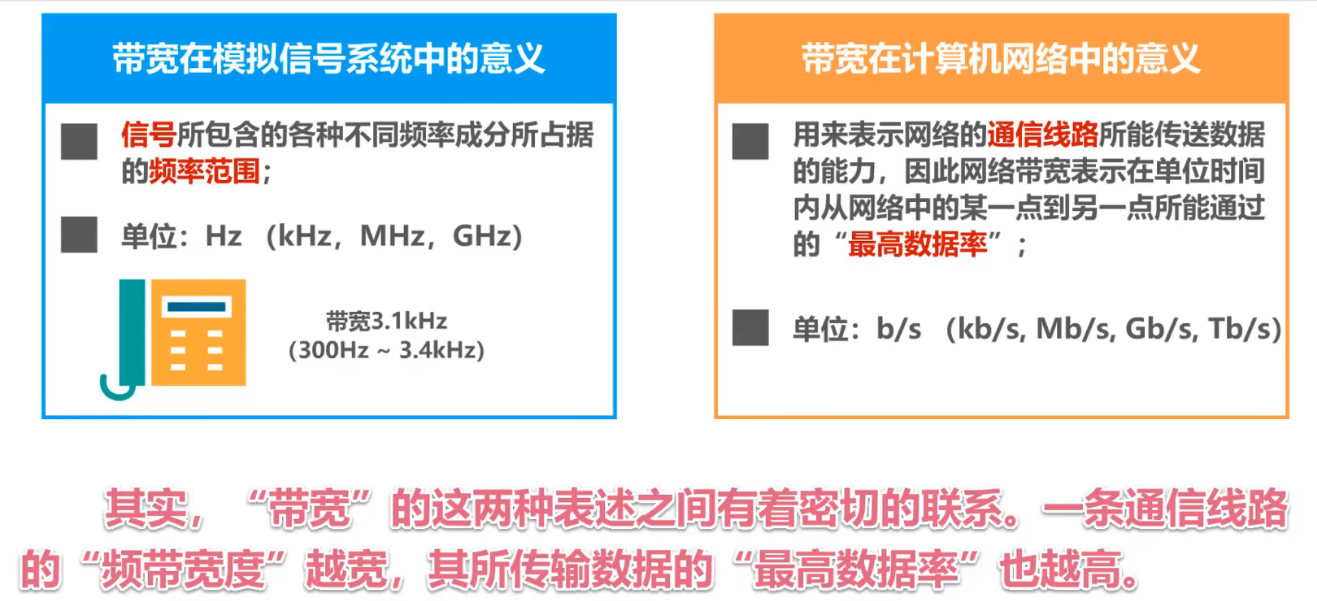 带宽在模拟信号系统中的意义
信号所包含的各种不同频率成分所占据
的频率范围；
单位：Hz （kHz，MHz，GHz）
带宽3.1kHz
(300Hz ~ 3.4kHz)
带宽在计算机网络中的意义
用来表示网络的通信线路所能传送数据
的能力，因此网络带宽表示在单位时间
内从网络中的某一点到另一点所能通过
的“最高数据率”；
单位：b/s （kb/s, Mb/s, Gb/s, Tb/s）
其实，“带宽”的这两种表述之间有着密切的联系。一条通信线路
的“频带宽度”越宽，其所传输数据的“最高数据率”也越高。